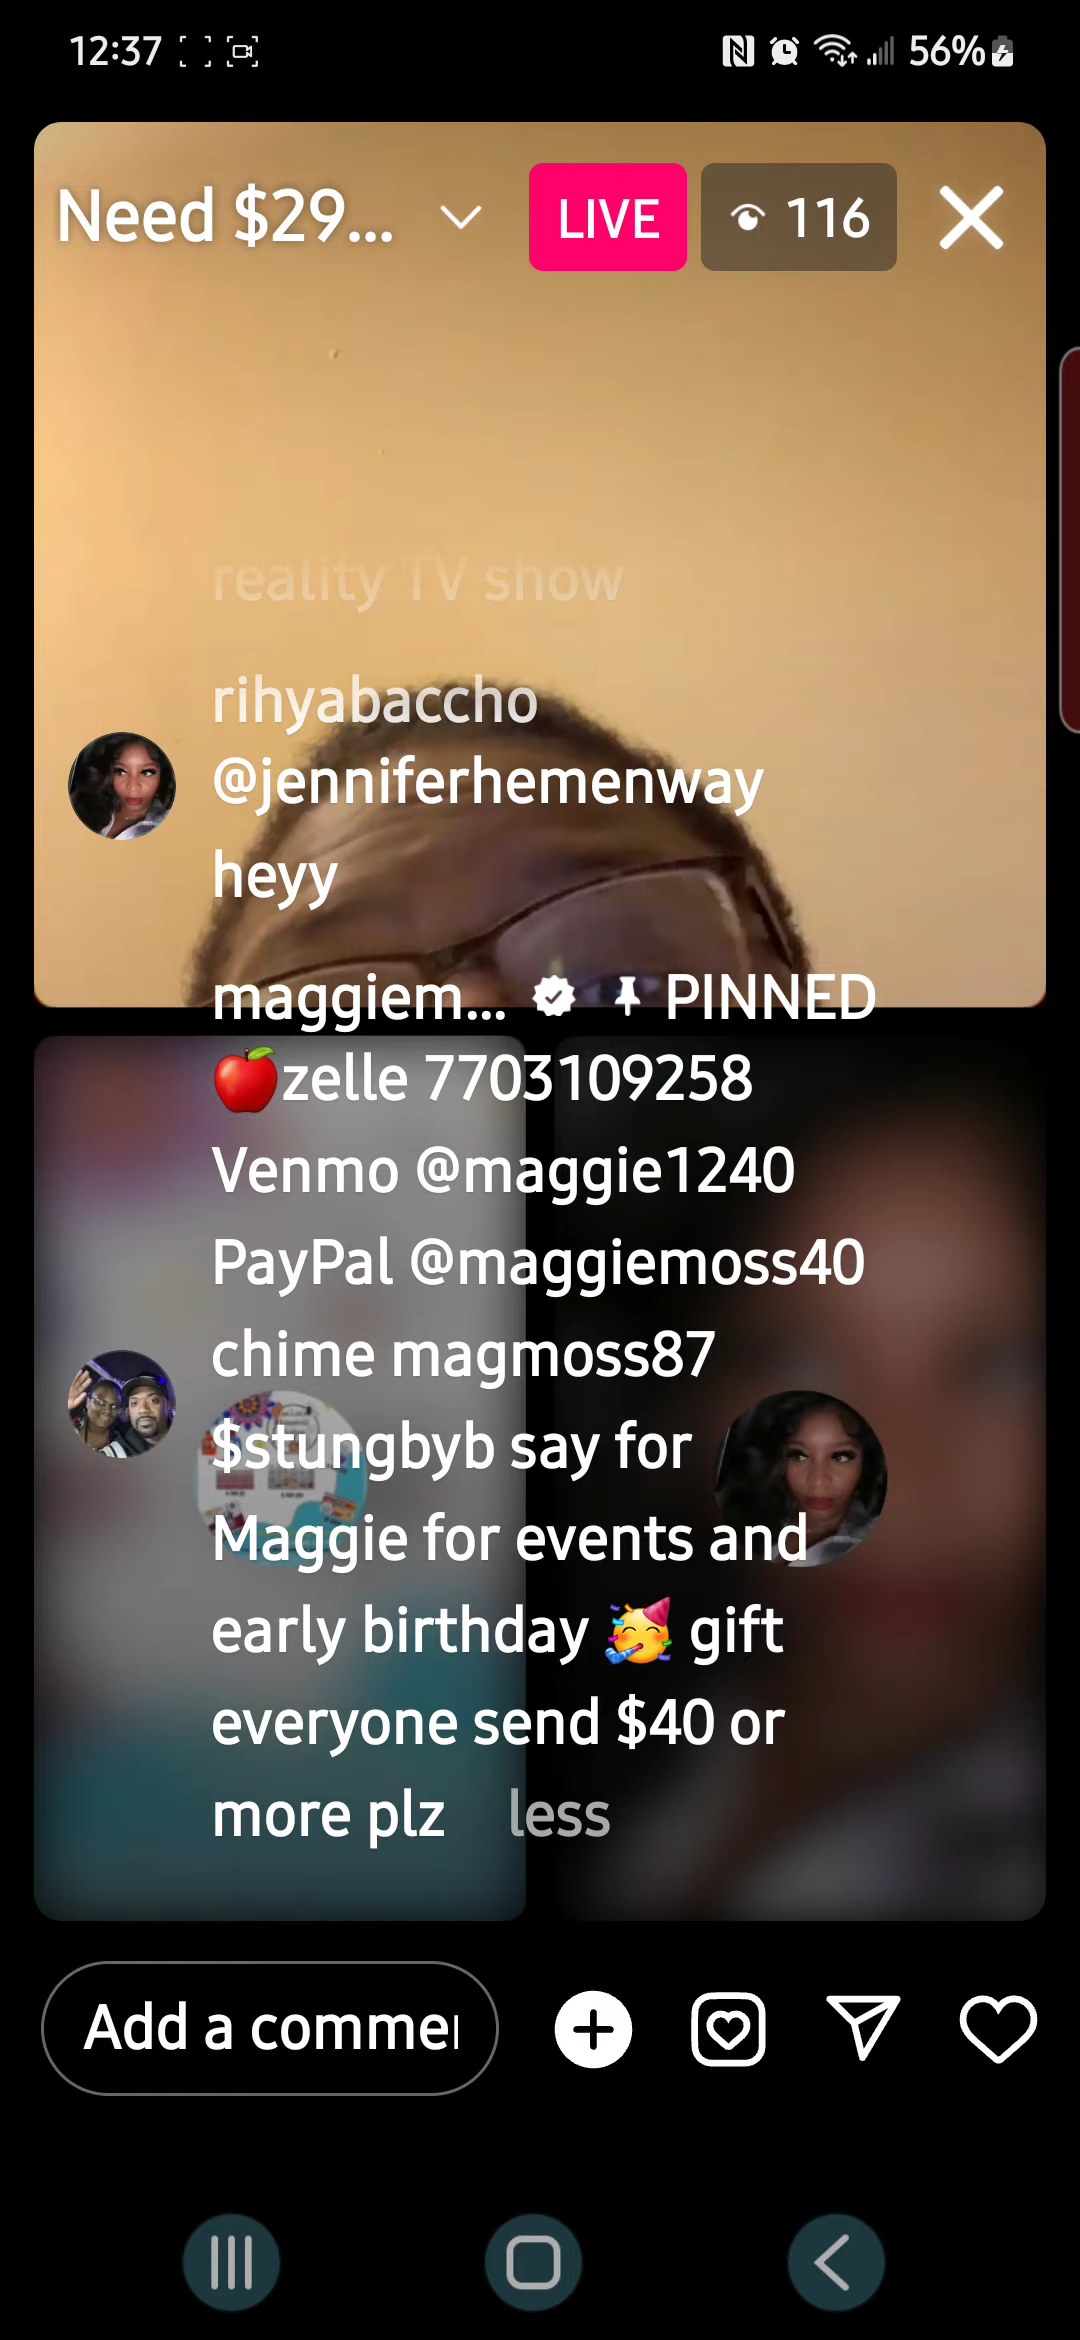 12:37
56%
Need $29...
LIVE
116
reality TV show
rihyabaccho
@jenniferhemenway
heyy
maggiem... PINNED
🍎zelle 7703109258
Venmo @maggie1240
PayPal @maggiemoss40
chime magmoss87
$stungbyb say for
Maggie for events and
early birthday 🥳 gift
everyone send $40 or
more plz less
Add a commen